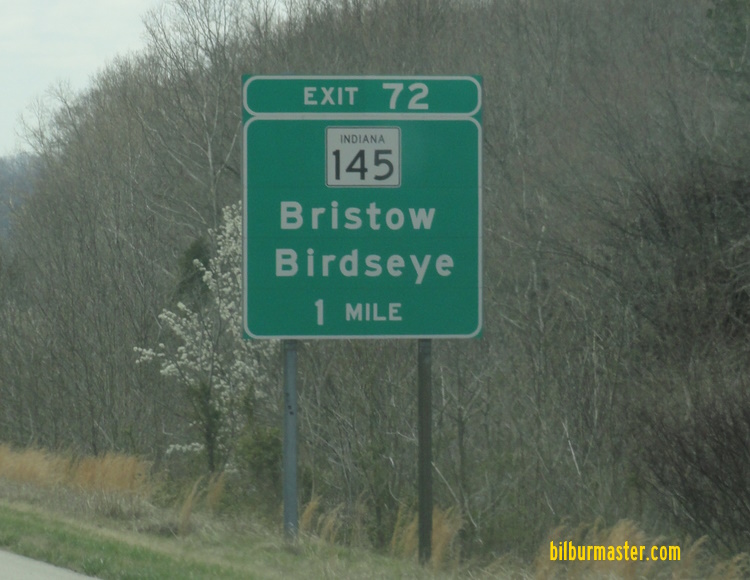 EXIT 72
INDIANA
145
Bristow
Birdseye
1 MILE
bilburmaster.com